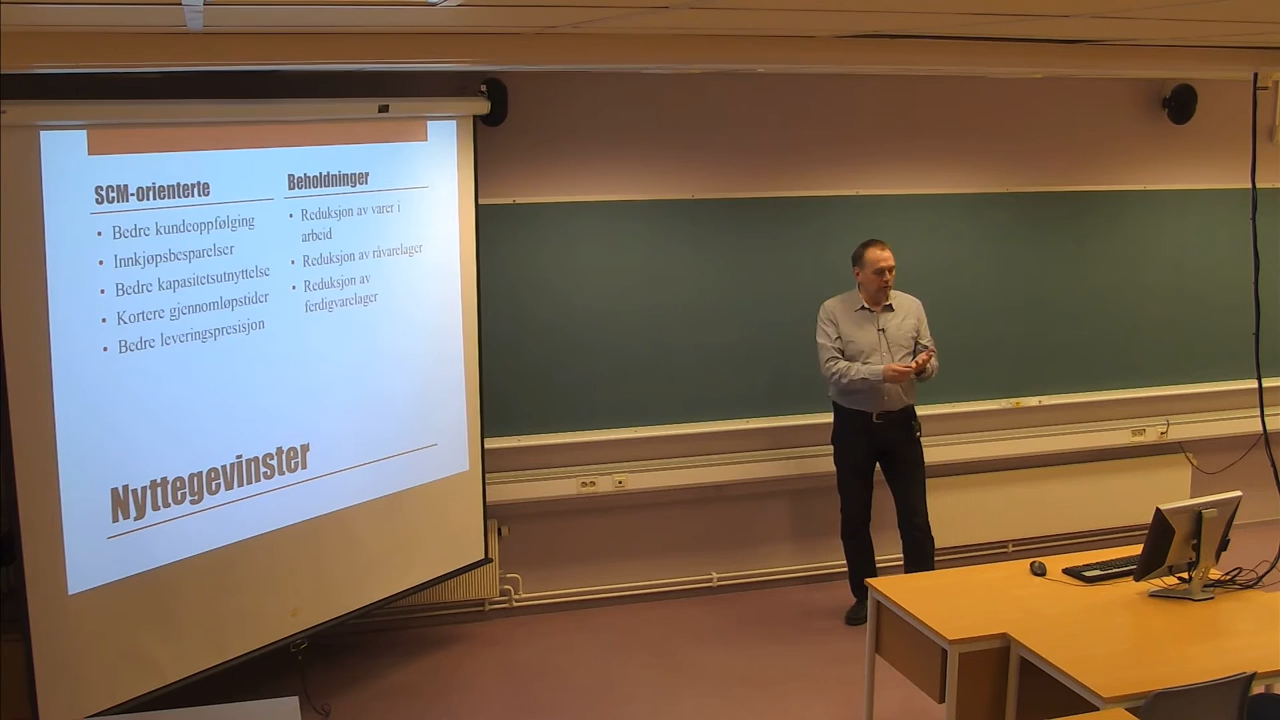 SCM-orienterte
• Bedre kundeoppfølging
• Innkjøpsbesparelser
• Bedre kapasitetsutnyttelse
• Kortere gjennomløpstider
• Bedre leveringspresisjon
Beholdninger
• Reduksjon av varer i
arbeid
• Reduksjon av råvarelager
• Reduksjon av
ferdigvarelager
Nyttegevinster